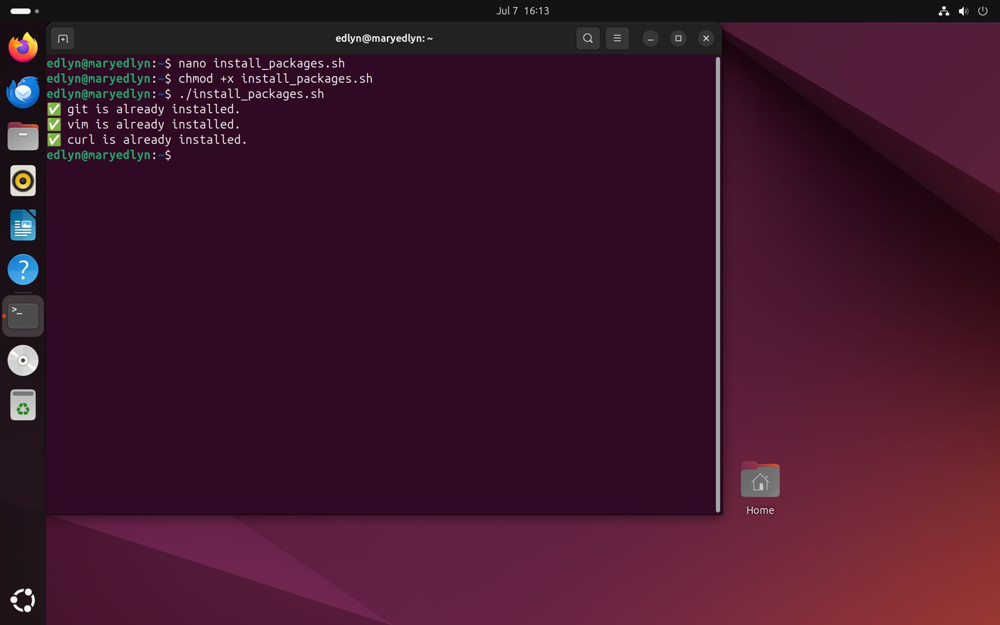 Jul 7 16:13
edlyn@maryedlyn: ~
edlyn@maryedlyn:~$ nano install_packages.sh
edlyn@maryedlyn:~$ chmod +x install_packages.sh
edlyn@maryedlyn:~$ ./install_packages.sh
✅ git is already installed.
✅ vim is already installed.
✅ curl is already installed.
edlyn@maryedlyn:~$
Home